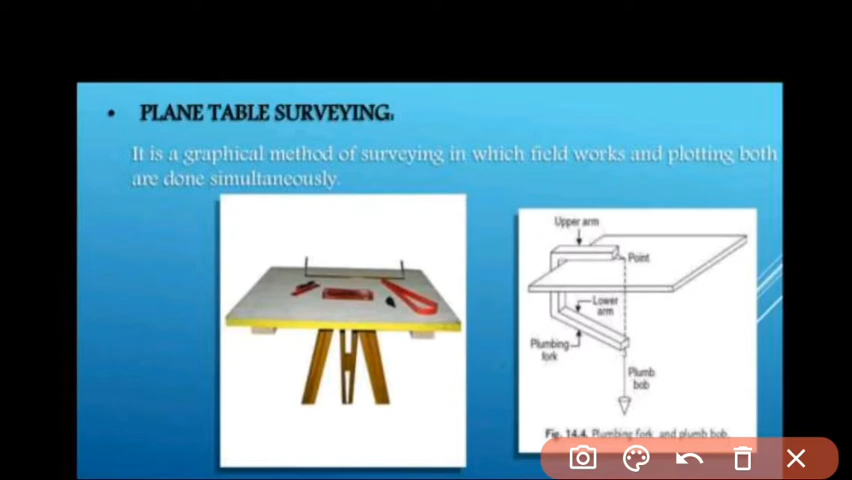 • PLANE TABLE SURVEYING:
It is a graphical method of surveying in which field works and plotting both
are done simultaneously.
Upper arm
Point
Lower
arm
Plumbing
fork
Plumb
bob
Fig. 14.4. Plumbing fork and plumb bob